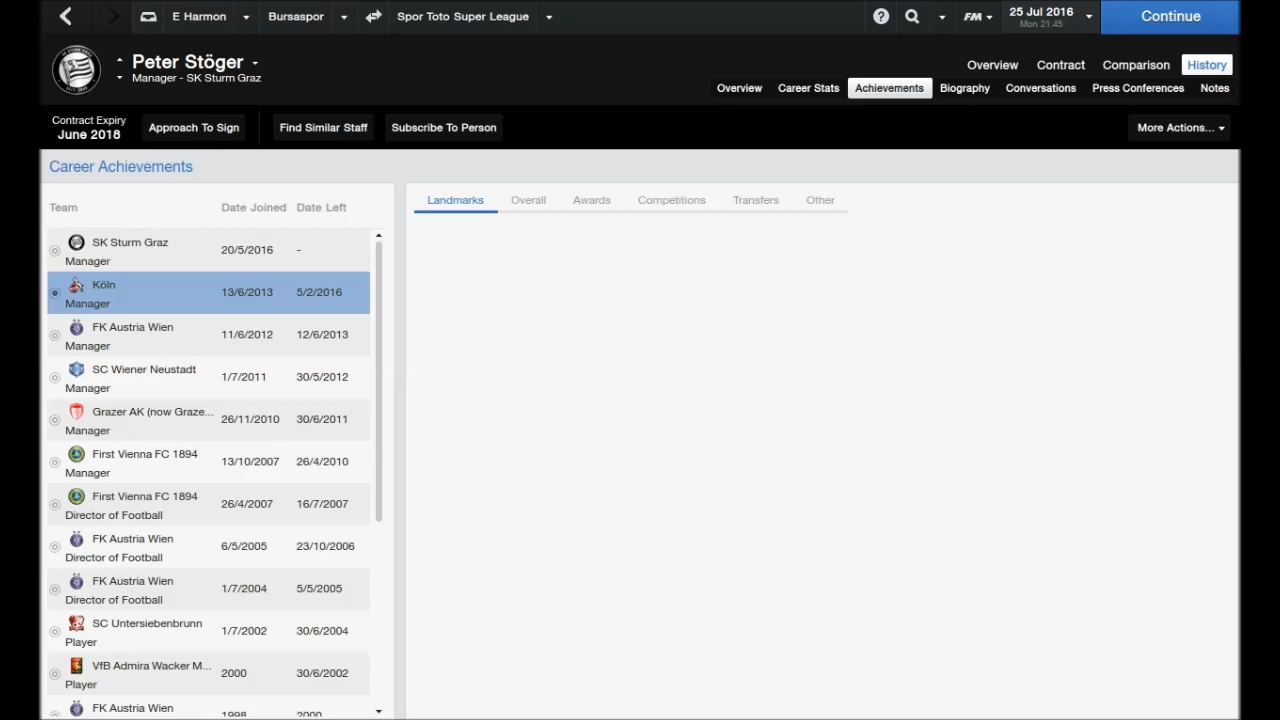 E Harmon
Bursaspor
Spor Toto Super League
FM
25 Jul 2016
Mon 21:45
Continue
Peter Stöger
Manager - SK Sturm Graz
Overview
Contract
Comparison
History
Overview
Career Stats
Achievements
Biography
Conversations
Press Conferences
Notes
Contract Expiry
June 2018
Approach To Sign
Find Similar Staff
Subscribe To Person
More Actions...
Career Achievements
Team Date Joined Date Left
Landmarks Overall Awards Competitions Transfers Other
SK Sturm Graz
Manager
20/5/2016 -
Köln
Manager
13/6/2013 5/2/2016
FK Austria Wien
Manager
11/6/2012 12/6/2013
SC Wiener Neustadt
Manager
1/7/2011 30/5/2012
Grazer AK (now Graze...
Manager
26/11/2010 30/6/2011
First Vienna FC 1894
Manager
13/10/2007 26/4/2010
First Vienna FC 1894
Director of Football
26/4/2007 16/7/2007
FK Austria Wien
Director of Football
6/5/2005 23/10/2006
FK Austria Wien
Director of Football
1/7/2004 5/5/2005
SC Untersiebenbrunn
Player
1/7/2002 30/6/2004
VfB Admira Wacker M...
Player
2000 30/6/2002
FK Austria Wien
1998 2000